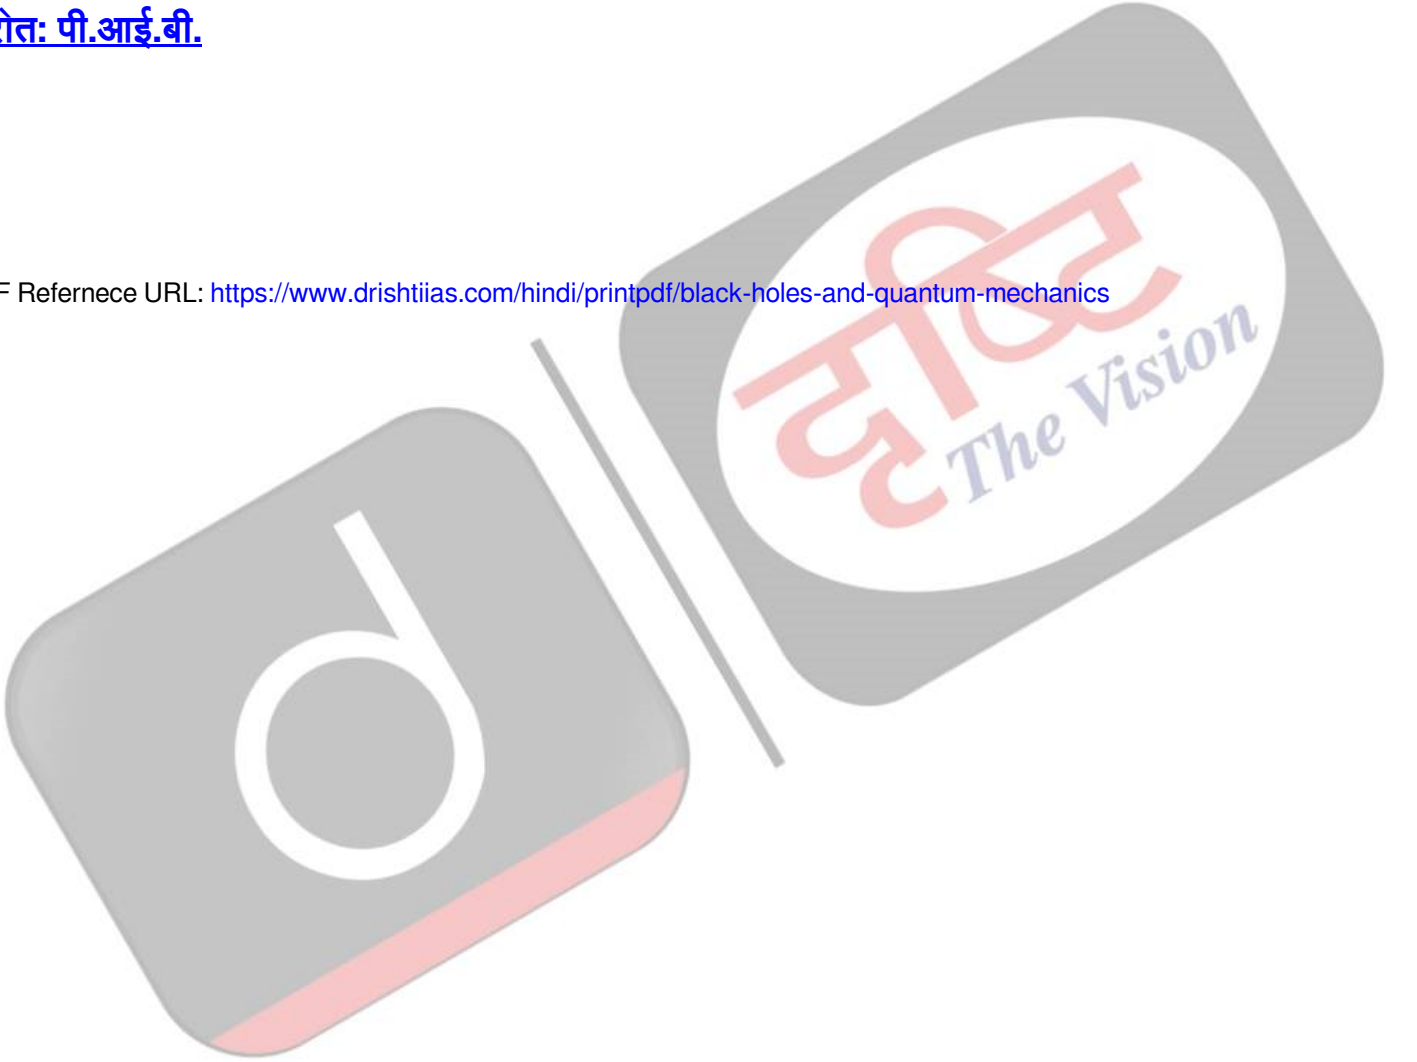 रोत: पी.आई.बी.
F Refernece URL: https://www.drishtiias.com/hindi/printpdf/black-holes-and-quantum-mechanics
दृष्टि
The Vision
d